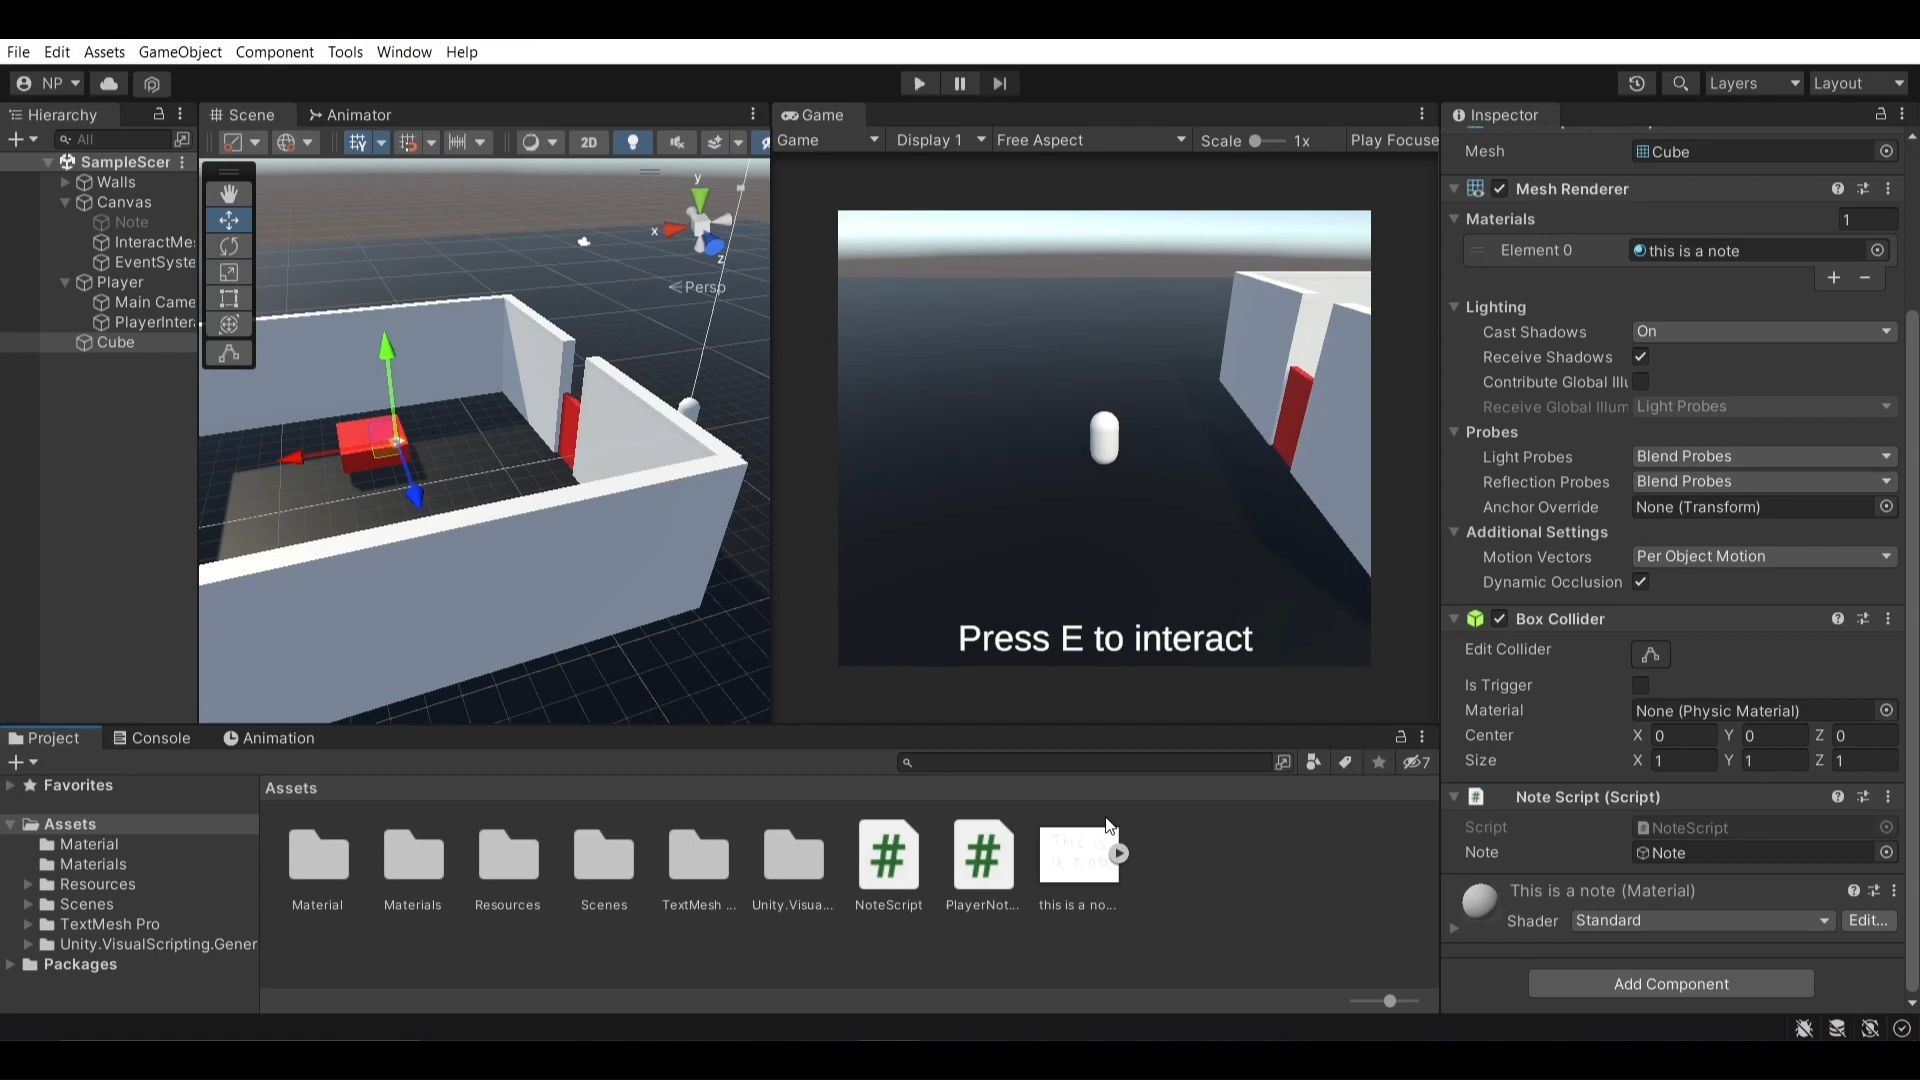 File Edit Assets GameObject Component Tools Window Help
NP
Layers Layout
Hierarchy
All
SampleScer
Walls
Canvas
Note
InteractMe
EventSyste
Player
Main Came
PlayerInter
Cube
Scene Animator
2D
y
x
z
Persp
Game
Game Display 1 Free Aspect Scale 1x Play Focuse
Press E to interact
Inspector
Mesh Cube
Mesh Renderer
Materials 1
Element 0 this is a note
Lighting
Cast Shadows On
Receive Shadows
Contribute Global Illu
Receive Global Illum Light Probes
Probes
Light Probes Blend Probes
Reflection Probes Blend Probes
Anchor Override None (Transform)
Additional Settings
Motion Vectors Per Object Motion
Dynamic Occlusion
Box Collider
Edit Collider
Is Trigger
Material None (Physic Material)
Center X 0 Y 0 Z 0
Size X 1 Y 1 Z 1
Note Script (Script)
Script NoteScript
Note Note
This is a note (Material)
Shader Standard Edit...
Add Component
Project Console Animation
7
Favorites
Assets
Material
Materials
Resources
Scenes
TextMesh Pro
Unity.VisualScripting.Gener
Packages
Assets
This is
a no
Material Materials Resources Scenes TextMesh ... Unity.Visua... NoteScript PlayerNot... this is a no...